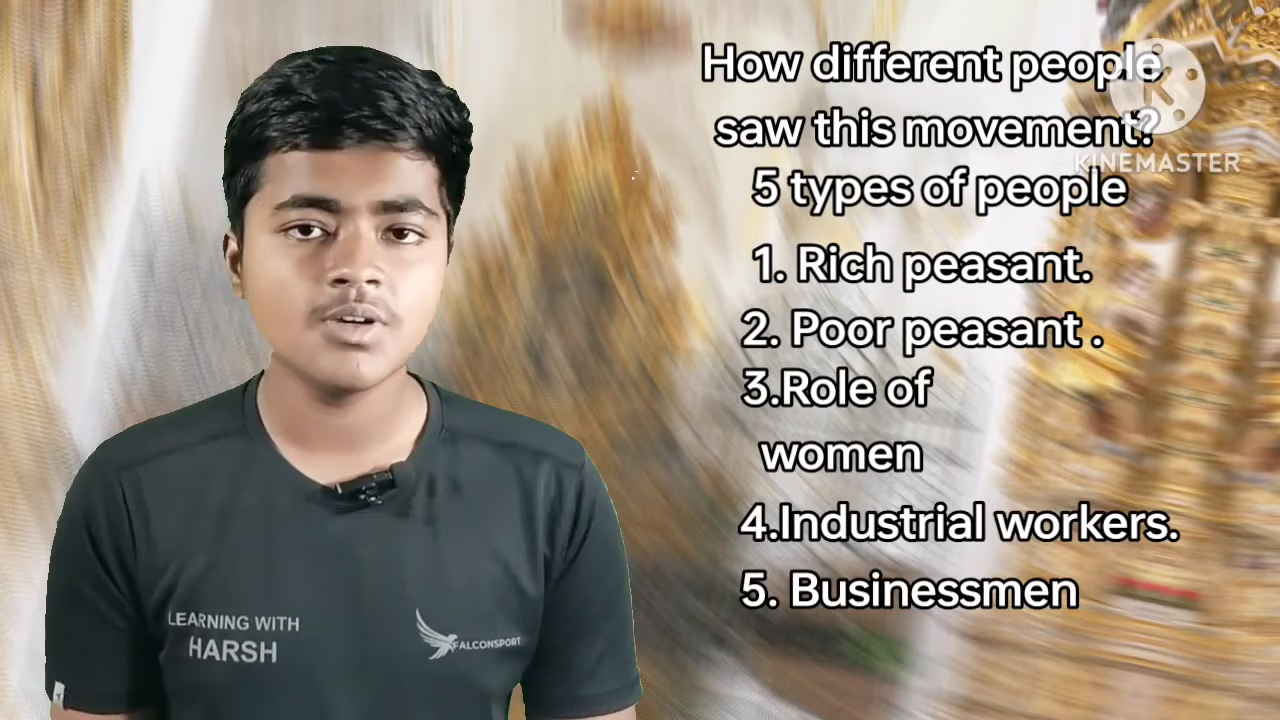 How different people
saw this movement?
5 types of people
1. Rich peasant.
2. Poor peasant .
3.Role of
women
4.Industrial workers.
5. Businessmen
KINEMASTER
LEARNING WITH
HARSH
FALCONSPORT